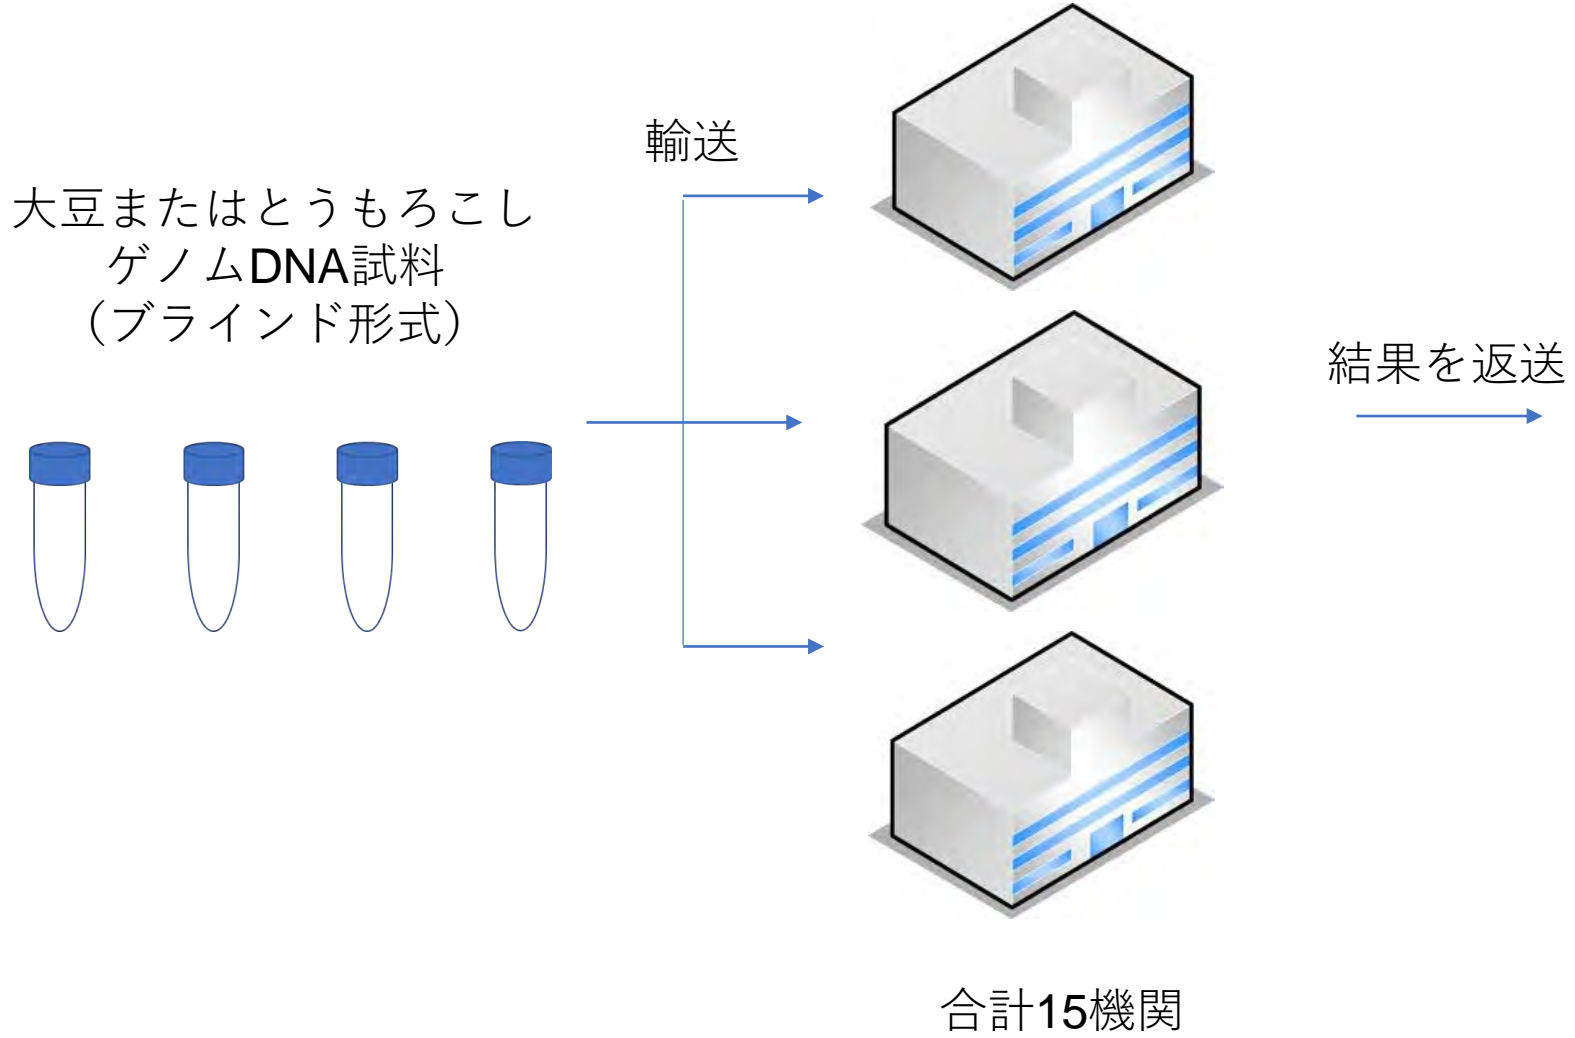 大豆またはとうもろこし
ゲノムDNA試料
（ブラインド形式）
輸送
結果を返送
合計15機関